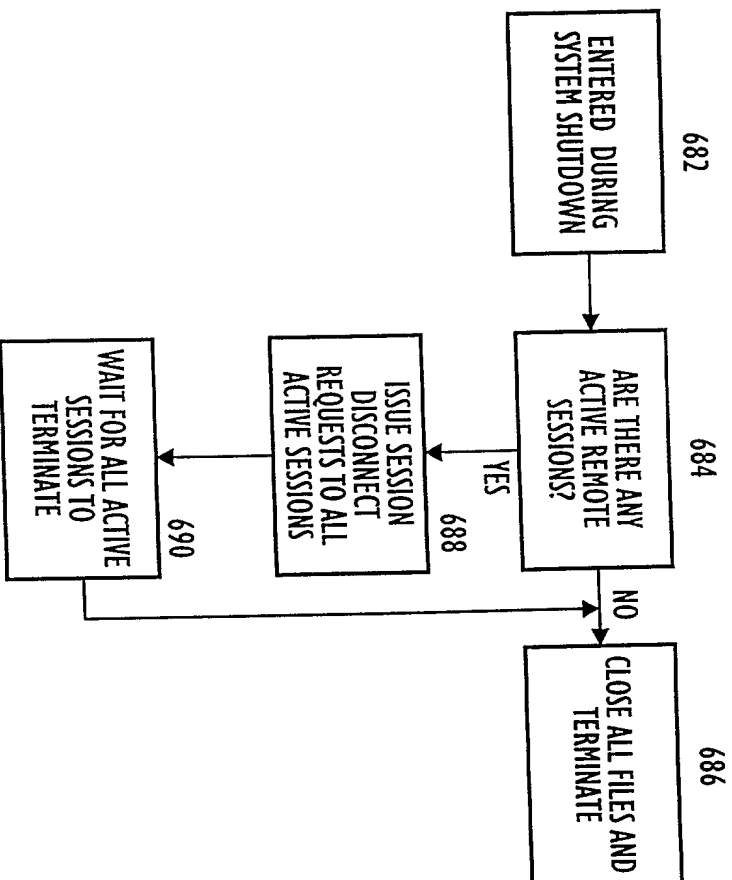 682
ENTERED DURING
SYSTEM SHUTDOWN
684
ARE THERE ANY
ACTIVE REMOTE
SESSIONS?
NO
686
CLOSE ALL FILES AND
TERMINATE
YES
688
ISSUE SESSION
DISCONNECT
REQUESTS TO ALL
ACTIVE SESSIONS
690
WAIT FOR ALL ACTIVE
SESSIONS TO
TERMINATE